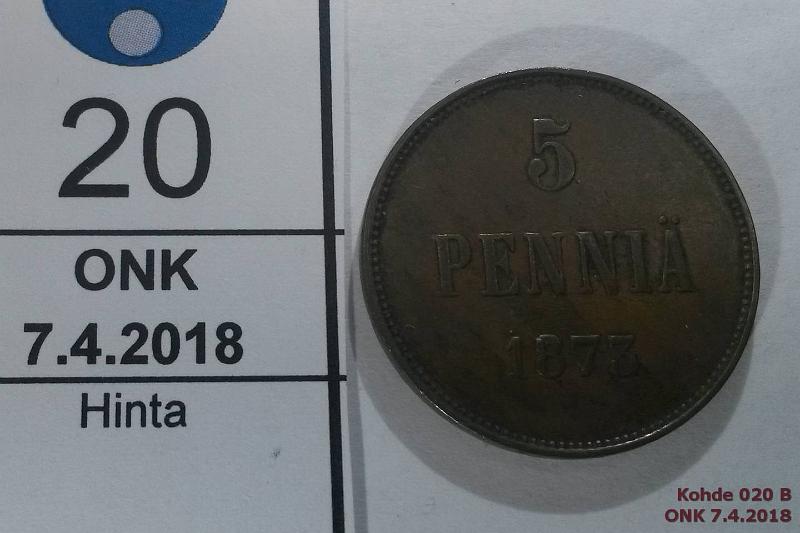 20
ONK
7.4.2018
Hinta
5
PENNIÄ
1873
Kohde 020 B
ONK 7.4.2018